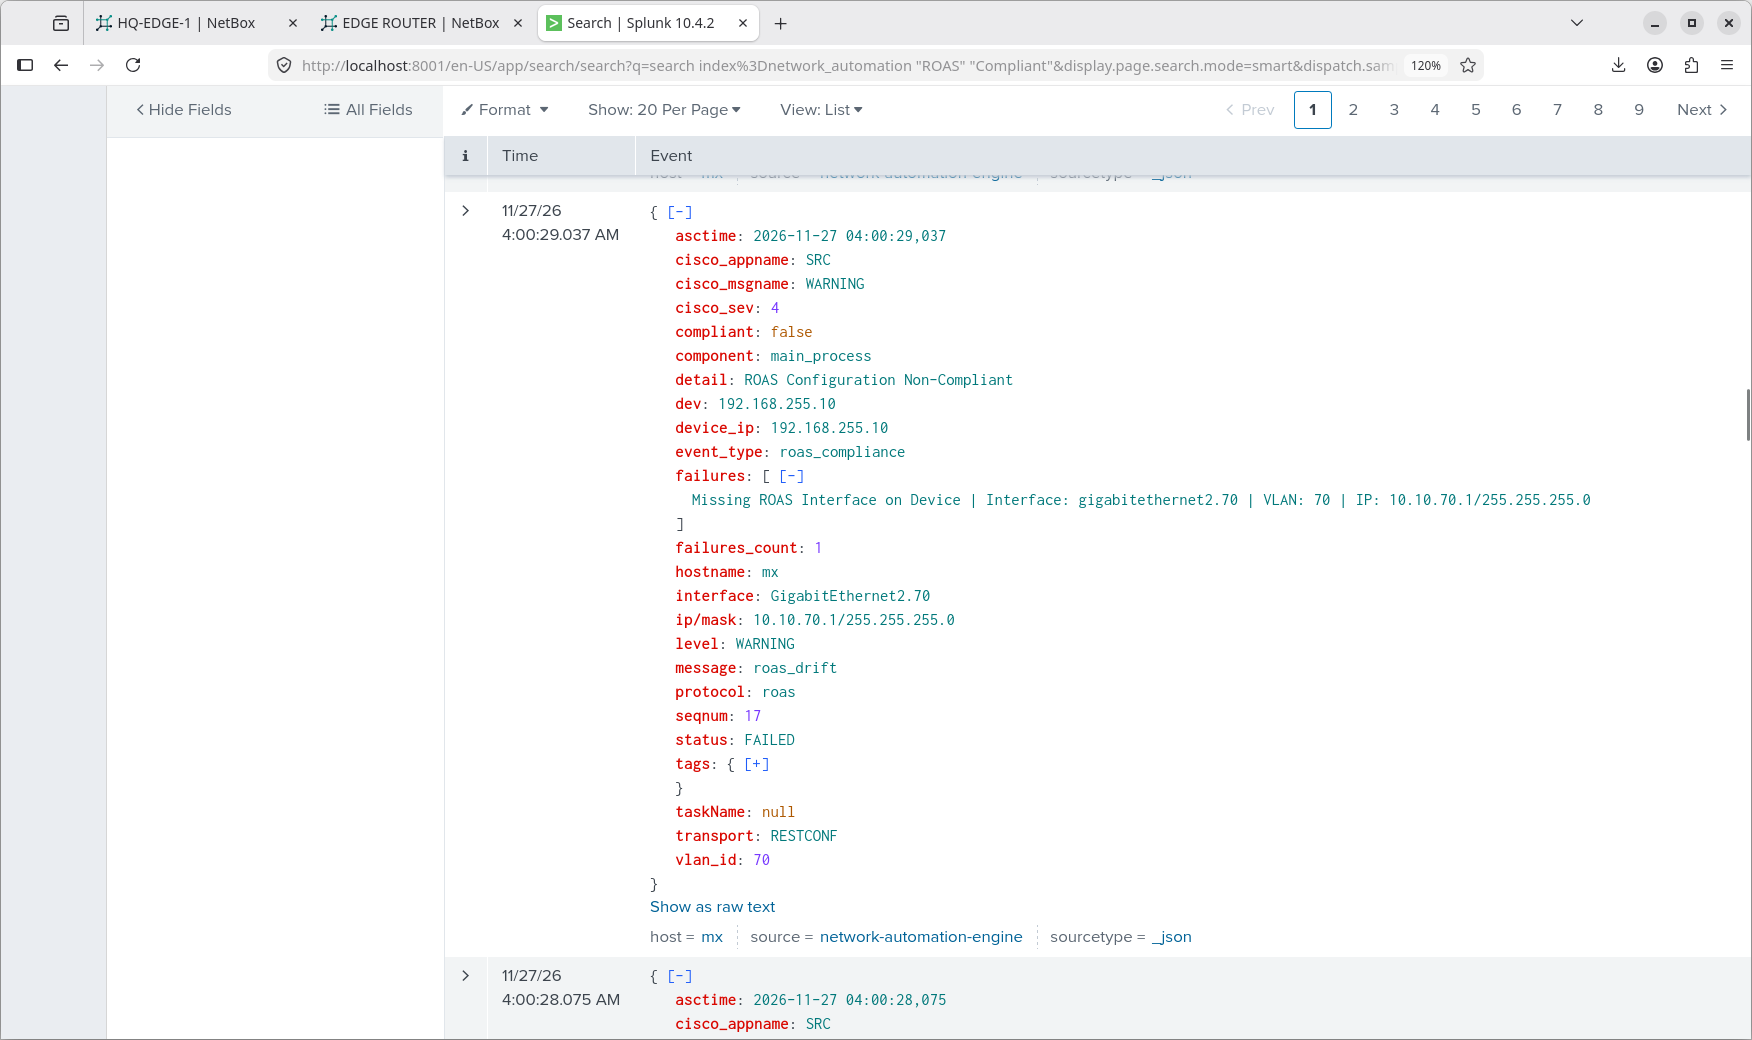 HQ-EDGE-1 | NetBox
EDGE ROUTER | NetBox
Search | Splunk 10.4.2
http://localhost:8001/en-US/app/search/search?q=search index%3Dnetwork_automation "ROAS" "Compliant"&display.page.search.mode=smart&dispatch.sam
120%
Hide Fields
All Fields
Format
Show: 20 Per Page
View: List
Prev 1 2 3 4 5 6 7 8 9 Next
i Time Event
host = mx source = network-automation-engine sourcetype = _json
11/27/26
4:00:29.037 AM
{ [-]
asctime: 2026-11-27 04:00:29,037
cisco_appname: SRC
cisco_msgname: WARNING
cisco_sev: 4
compliant: false
component: main_process
detail: ROAS Configuration Non-Compliant
dev: 192.168.255.10
device_ip: 192.168.255.10
event_type: roas_compliance
failures: [ [-]
Missing ROAS Interface on Device | Interface: gigabitethernet2.70 | VLAN: 70 | IP: 10.10.70.1/255.255.255.0
]
failures_count: 1
hostname: mx
interface: GigabitEthernet2.70
ip/mask: 10.10.70.1/255.255.255.0
level: WARNING
message: roas_drift
protocol: roas
seqnum: 17
status: FAILED
tags: { [+]
}
taskName: null
transport: RESTCONF
vlan_id: 70
}
Show as raw text
host = mx source = network-automation-engine sourcetype = _json
11/27/26
4:00:28.075 AM
{ [-]
asctime: 2026-11-27 04:00:28,075
cisco_appname: SRC